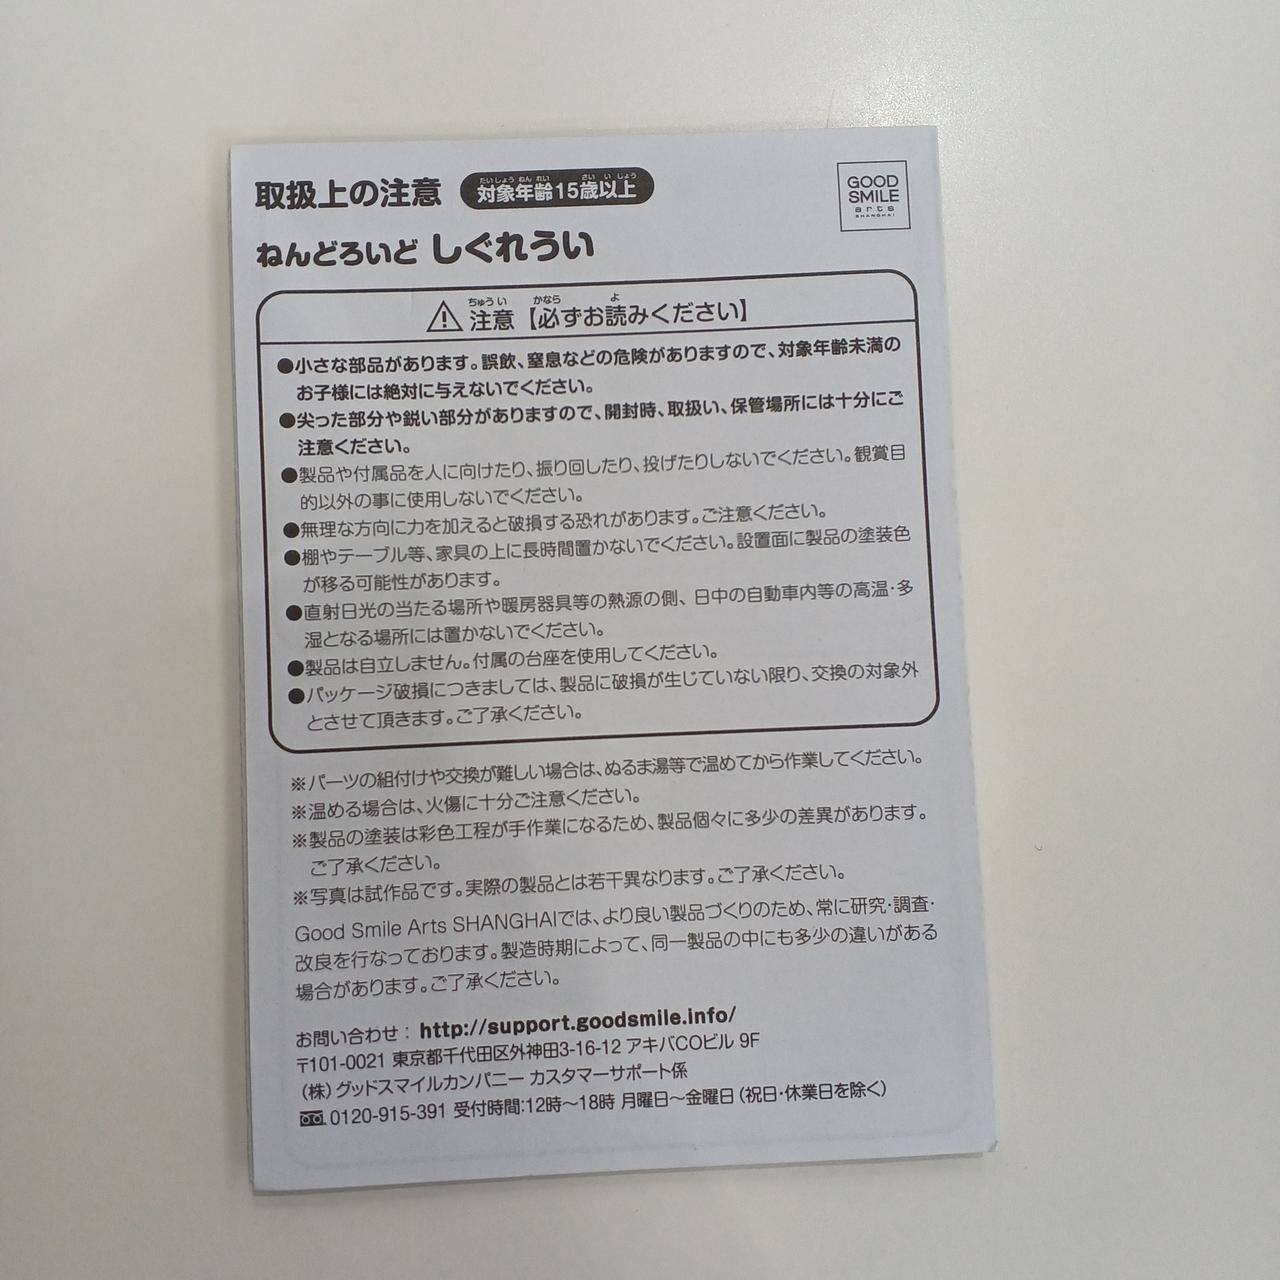 取扱上の注意 対象年齢15歳以上
たいしょう ねん れい さい い じょう
GOOD
SMILE
arts
SHANGHAI
ねんどろいど しぐれうい
ちゅう い かなら よ
注意【必ずお読みください】
●小さな部品があります。誤飲、窒息などの危険がありますので、対象年齢未満の
お子様には絶対に与えないでください。
●尖った部分や鋭い部分がありますので、開封時、取扱い、保管場所には十分にご
注意ください。
●製品や付属品を人に向けたり、振り回したり、投げたりしないでください。観賞目
的以外の事に使用しないでください。
●無理な方向に力を加えると破損する恐れがあります。ご注意ください。
●棚やテーブル等、家具の上に長時間置かないでください。設置面に製品の塗装色
が移る可能性があります。
●直射日光の当たる場所や暖房器具等の熱源の側、日中の自動車内等の高温・多
湿となる場所には置かないでください。
●製品は自立しません。付属の台座を使用してください。
●パッケージ破損につきましては、製品に破損が生じていない限り、交換の対象外
とさせて頂きます。ご了承ください。
※パーツの組付けや交換が難しい場合は、ぬるま湯等で温めてから作業してください。
※温める場合は、火傷に十分ご注意ください。
※製品の塗装は彩色工程が手作業になるため、製品個々に多少の差異があります。
ご了承ください。
※写真は試作品です。実際の製品とは若干異なります。ご了承ください。
Good Smile Arts SHANGHAIでは、より良い製品づくりのため、常に研究・調査・
改良を行なっております。製造時期によって、同一製品の中にも多少の違いがある
場合があります。ご了承ください。
お問い合わせ：http://support.goodsmile.info/
〒101-0021 東京都千代田区外神田3-16-12 アキバCOビル 9F
（株）グッドスマイルカンパニー カスタマーサポート係
0120-915-391 受付時間：12時～18時 月曜日～金曜日（祝日・休業日を除く）